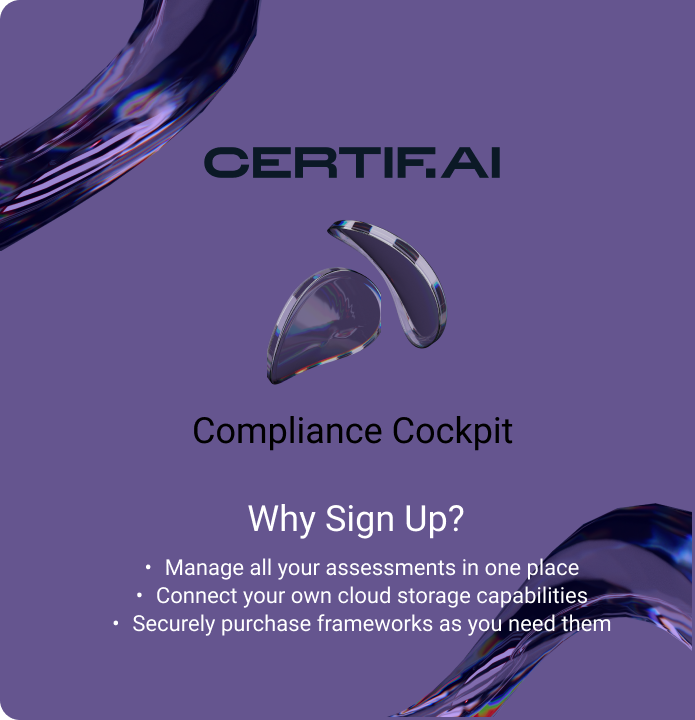 CERTIF.AI
Compliance Cockpit
Why Sign Up?
• Manage all your assessments in one place
• Connect your own cloud storage capabilities
• Securely purchase frameworks as you need them